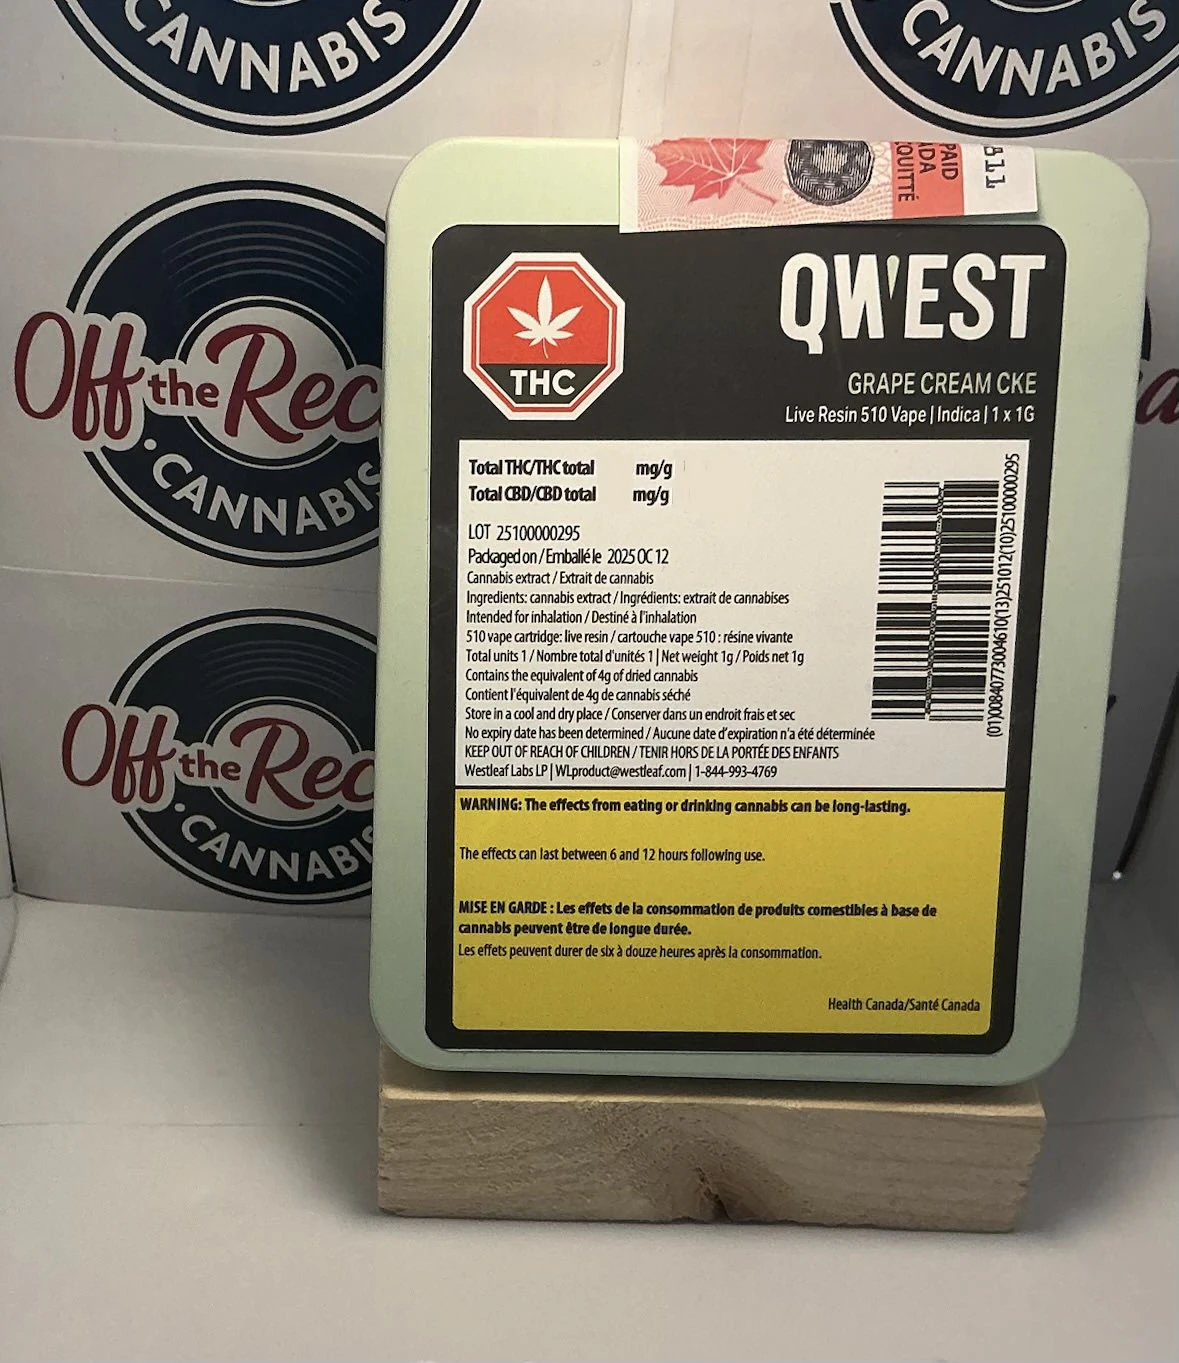 CANNABIS
CANNABIS
Off the Rec
CANNABIS
Off the Rec
CANNABIS
a
PAID
ADA
QUITTÉ
811
THC
QWEST
GRAPE CREAM CKE
Live Resin 510 Vape | Indica | 1 x 1G
Total THC/THC total mg/g
Total CBD/CBD total mg/g
LOT 25100000295
Packaged on / Emballé le 2025 OC 12
Cannabis extract / Extrait de cannabis
Ingredients: cannabis extract / Ingrédients: extrait de cannabises
Intended for inhalation / Destiné à l'inhalation
510 vape cartridge: live resin / cartouche vape 510 : résine vivante
Total units 1 / Nombre total d'unités 1 | Net weight 1g / Poids net 1g
Contains the equivalent of 4g of dried cannabis
Contient l'équivalent de 4g de cannabis séché
Store in a cool and dry place / Conserver dans un endroit frais et sec
No expiry date has been determined / Aucune date d'expiration n'a été déterminée
KEEP OUT OF REACH OF CHILDREN / TENIR HORS DE LA PORTÉE DES ENFANTS
Westleaf Labs LP | WLproduct@westleaf.com | 1-844-993-4769
(01)00840773004610(13)251012(10)25100000295
WARNING: The effects from eating or drinking cannabis can be long-lasting.
The effects can last between 6 and 12 hours following use.
MISE EN GARDE : Les effets de la consommation de produits comestibles à base de
cannabis peuvent être de longue durée.
Les effets peuvent durer de six à douze heures après la consommation.
Health Canada/Santé Canada